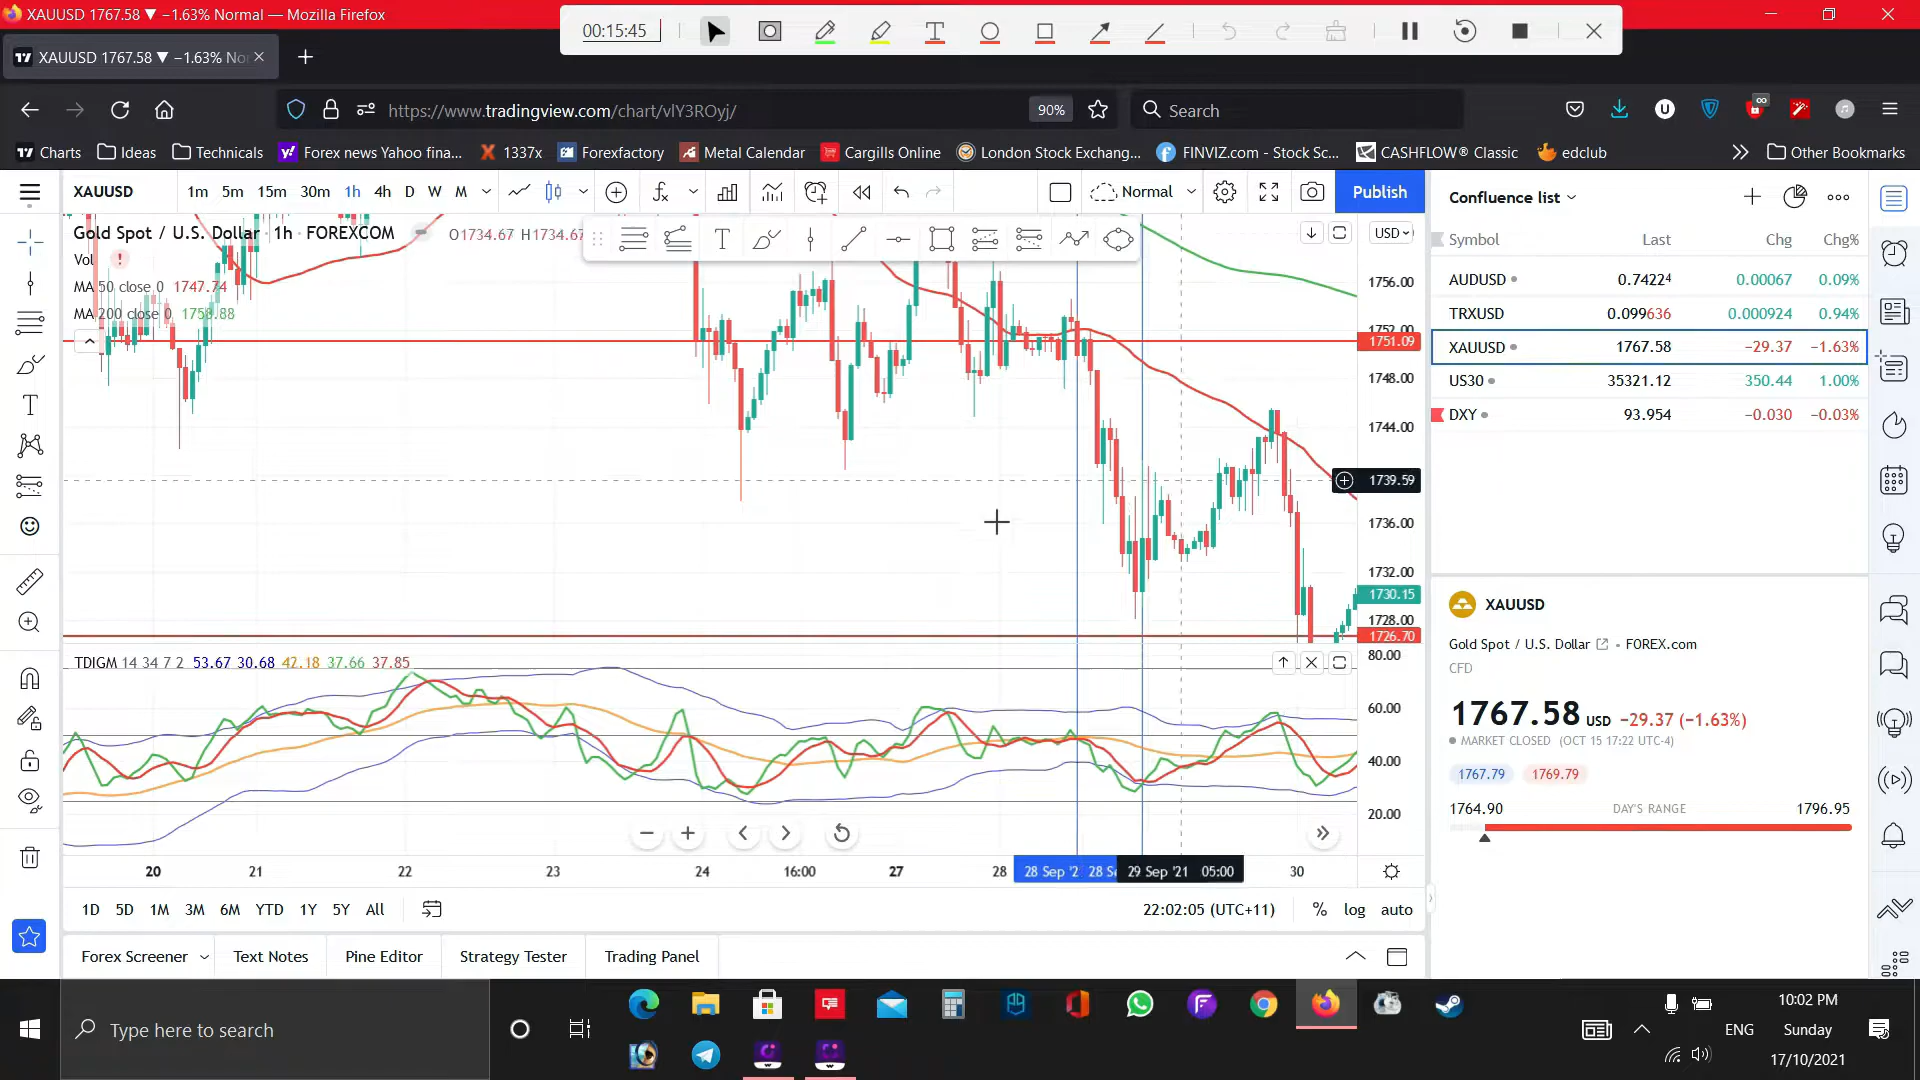 XAUUSD 1767.58 ▼ −1.63% Normal — Mozilla Firefox
00:15:45
XAUUSD 1767.58 ▼ −1.63% No
https://www.tradingview.com/chart/vlY3ROyj/
90%
Search
Charts
Ideas
Technicals
Forex news Yahoo fina...
1337x
Forexfactory
Metal Calendar
Cargills Online
London Stock Exchang...
FINVIZ.com - Stock Sc...
CASHFLOW® Classic
edclub
Other Bookmarks
XAUUSD
1m 5m 15m 30m 1h 4h D W M
Normal
Publish
Gold Spot / U.S. Dollar · 1h · FOREXCOM
O1734.67 H1734.67
USD
Vol
MA 50 close 0 1747.74
MA 200 close 0
1756.00
1752.00
1751.09
1748.00
1744.00
1739.59
1736.00
1732.00
1730.15
1728.00
1726.70
TDIGM 14 34 7 2 53.67 30.68 42.18 37.66 37.85
80.00
60.00
40.00
20.00
20 21 22 23 24 16:00 27 28 28 Sep '2 28 Se 29 Sep '21 05:00 30
1D 5D 1M 3M 6M YTD 1Y 5Y All
22:02:05 (UTC+11)
% log auto
Forex Screener
Text Notes
Pine Editor
Strategy Tester
Trading Panel
Confluence list
Symbol Last Chg Chg%
AUDUSD 0.74224 0.00067 0.09%
TRXUSD 0.099636 0.000924 0.94%
XAUUSD 1767.58 −29.37 −1.63%
US30 35321.12 350.44 1.00%
DXY 93.954 −0.030 −0.03%
XAUUSD
Gold Spot / U.S. Dollar • FOREX.com
CFD
1767.58 USD −29.37 (−1.63%)
MARKET CLOSED (OCT 15 17:22 UTC-4)
1767.79 1769.79
1764.90 DAY'S RANGE 1796.95
Type here to search
ENG
10:02 PM
Sunday
17/10/2021